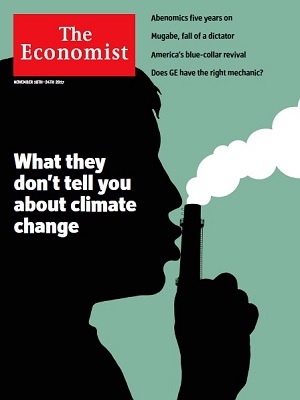 The
Economist
NOVEMBER 18TH–24TH 2017
Abenomics five years on
Mugabe, fall of a dictator
America's blue-collar revival
Does GE have the right mechanic?
What they
don't tell you
about climate
change